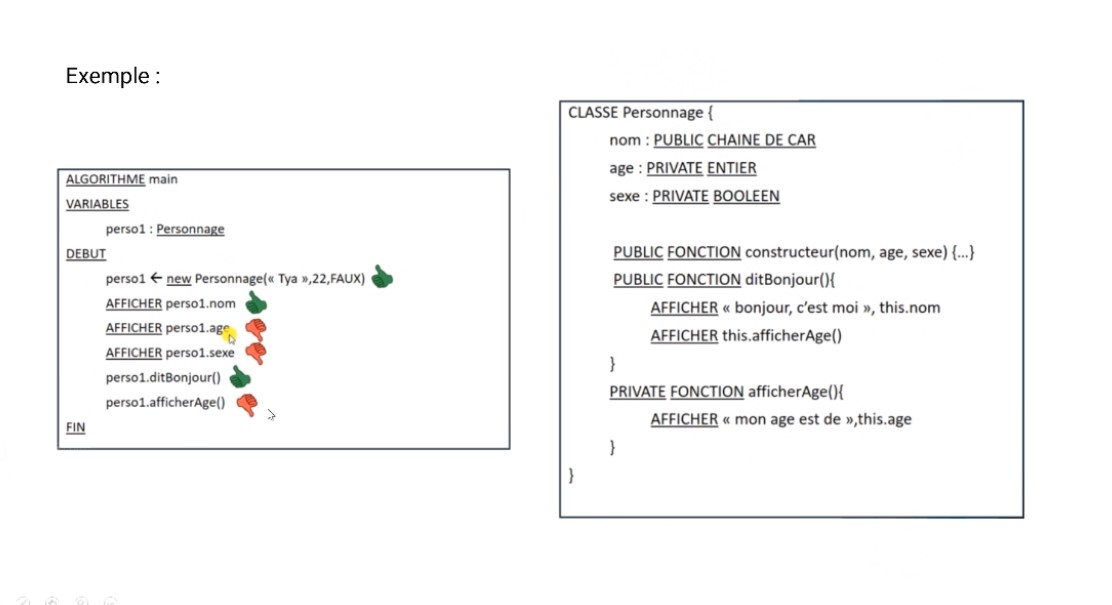 Exemple :
ALGORITHME main
VARIABLES
perso1 : Personnage
DEBUT
perso1 ← new Personnage(« Tya »,22,FAUX)
AFFICHER perso1.nom
AFFICHER perso1.age
AFFICHER perso1.sexe
perso1.ditBonjour()
perso1.afficherAge()
FIN
CLASSE Personnage {
nom : PUBLIC CHAINE DE CAR
age : PRIVATE ENTIER
sexe : PRIVATE BOOLEEN
PUBLIC FONCTION constructeur(nom, age, sexe) {...}
PUBLIC FONCTION ditBonjour(){
AFFICHER « bonjour, c'est moi », this.nom
AFFICHER this.afficherAge()
}
PRIVATE FONCTION afficherAge(){
AFFICHER « mon age est de »,this.age
}
}